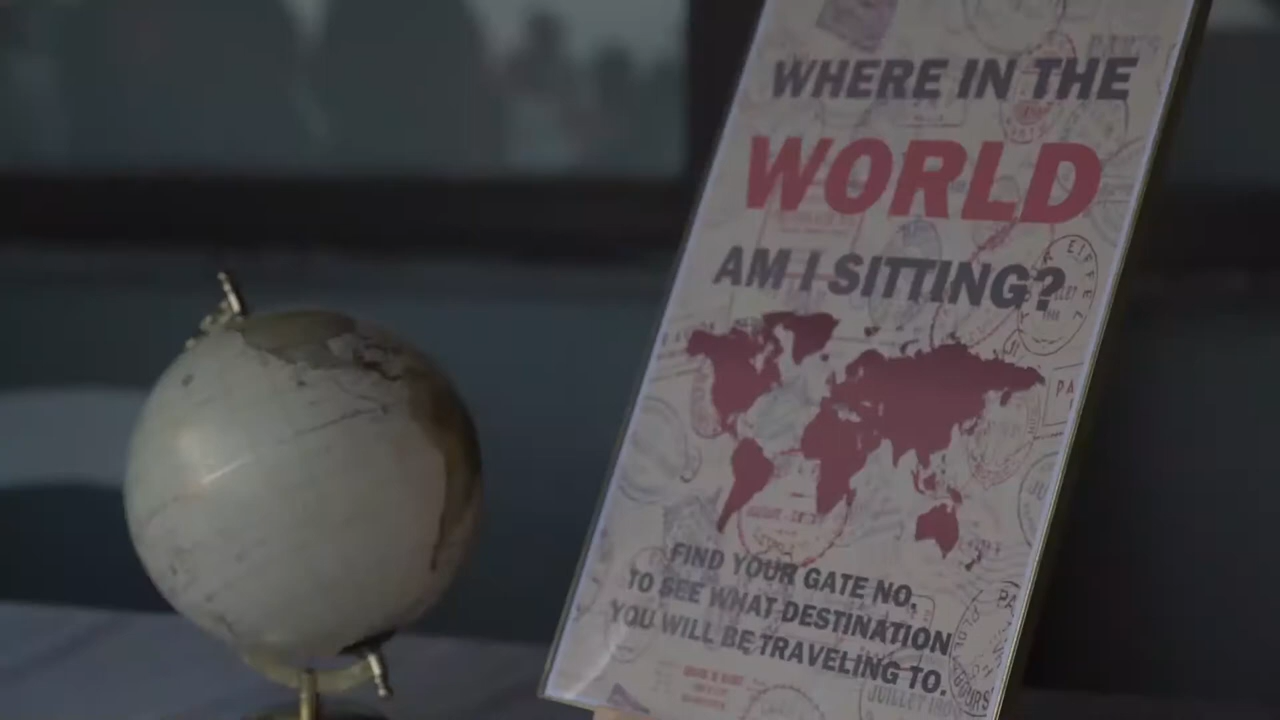 WHERE IN THE
WORLD
AM I SITTING?
FIND YOUR GATE NO.
TO SEE WHAT DESTINATION
YOU WILL BE TRAVELING TO.